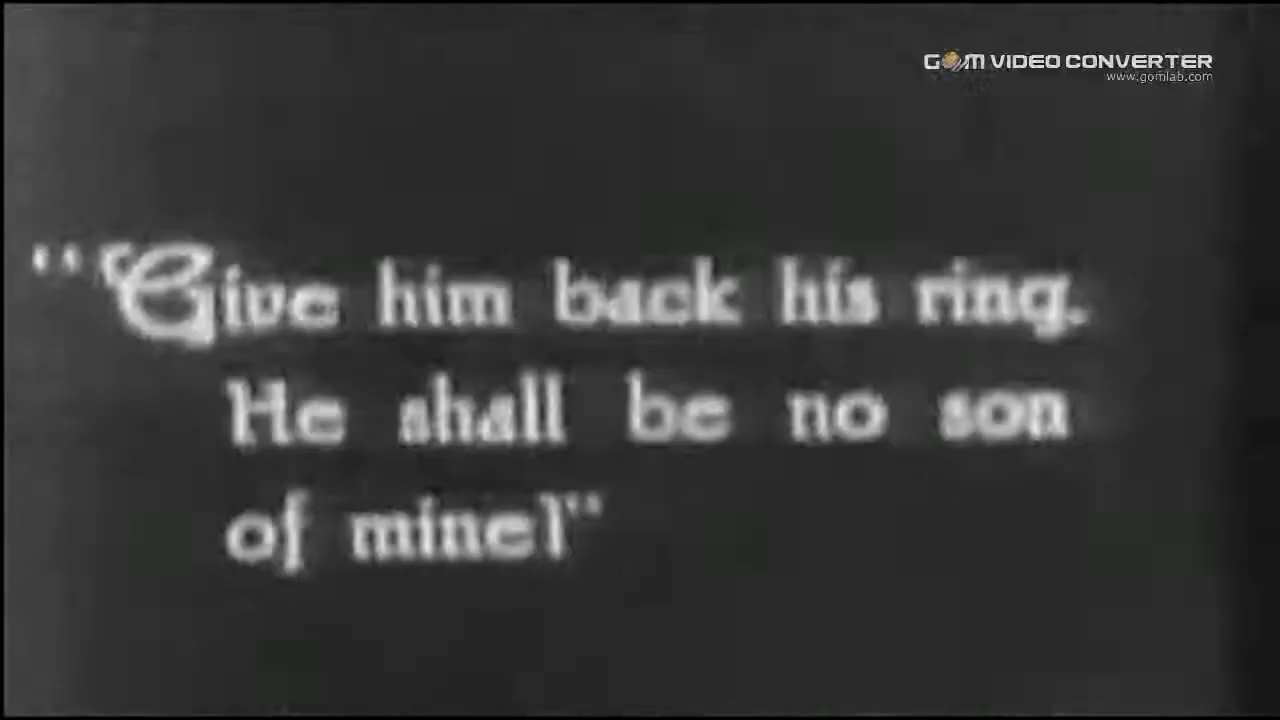 GOM VIDEO CONVERTER
www.gomlab.com
"Give him back his ring.
He shall be no son
of mine!"